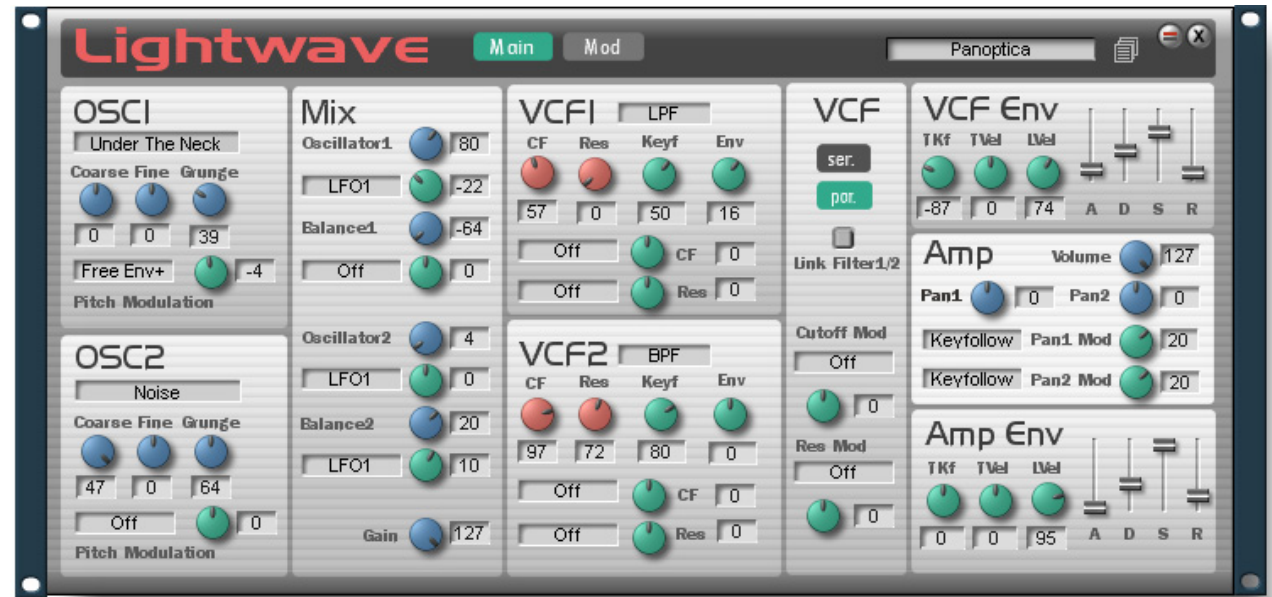 Lightwave
Main Mod
Panoptica
X
OSC1
Under The Neck
Coarse Fine Grunge
0 0 39
Free Env+ -4
Pitch Modulation
OSC2
Noise
Coarse Fine Grunge
47 0 64
Off 0
Pitch Modulation
Mix
Oscillator1 80
LFO1 -22
Balance1 -64
Off 0
Oscillator2 4
LFO1 0
Balance2 20
LFO1 10
Gain 127
VCF1 LPF
CF Res Keyf Env
57 0 50 16
Off CF 0
Off Res 0
VCF2 BPF
CF Res Keyf Env
97 72 80 0
Off CF 0
Off Res 0
VCF
ser.
par.
Link Filter1/2
Cutoff Mod
Off
0
Res Mod
Off
0
VCF Env
TKf TVel LVel
-87 0 74 A D S R
Amp Volume 127
Pan1 0 Pan2 0
Keyfollow Pan1 Mod 20
Keyfollow Pan2 Mod 20
Amp Env
TKf TVel LVel
0 0 95 A D S R